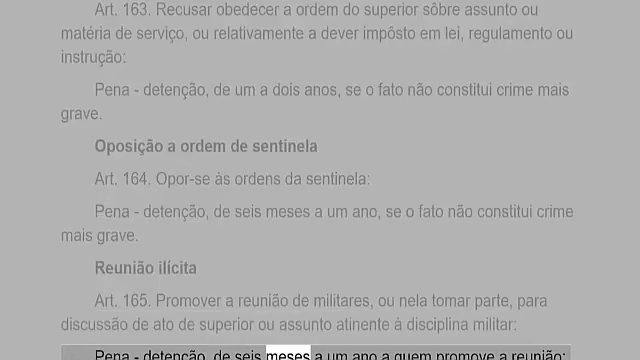 Art. 163. Recusar obedecer a ordem do superior sôbre assunto ou
matéria de serviço, ou relativamente a dever impôsto em lei, regulamento ou
instrução:
Pena - detenção, de um a dois anos, se o fato não constitui crime mais
grave.
Oposição a ordem de sentinela
Art. 164. Opor-se às ordens da sentinela:
Pena - detenção, de seis meses a um ano, se o fato não constitui crime
mais grave.
Reunião ilícita
Art. 165. Promover a reunião de militares, ou nela tomar parte, para
discussão de ato de superior ou assunto atinente à disciplina militar:
Pena - detenção, de seis meses a um ano a quem promove a reunião;